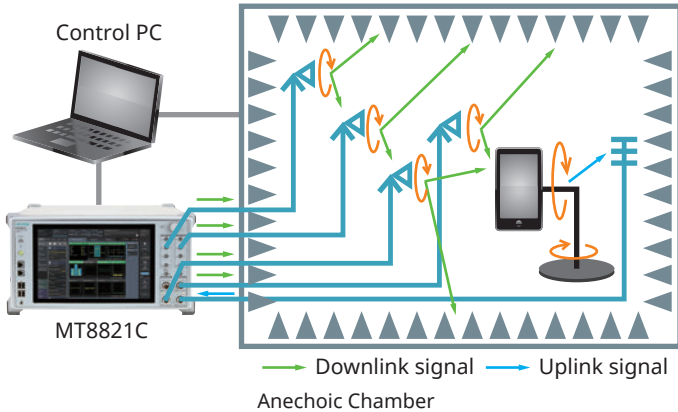 Control PC
MT8821C
Downlink signal
Uplink signal
Anechoic Chamber